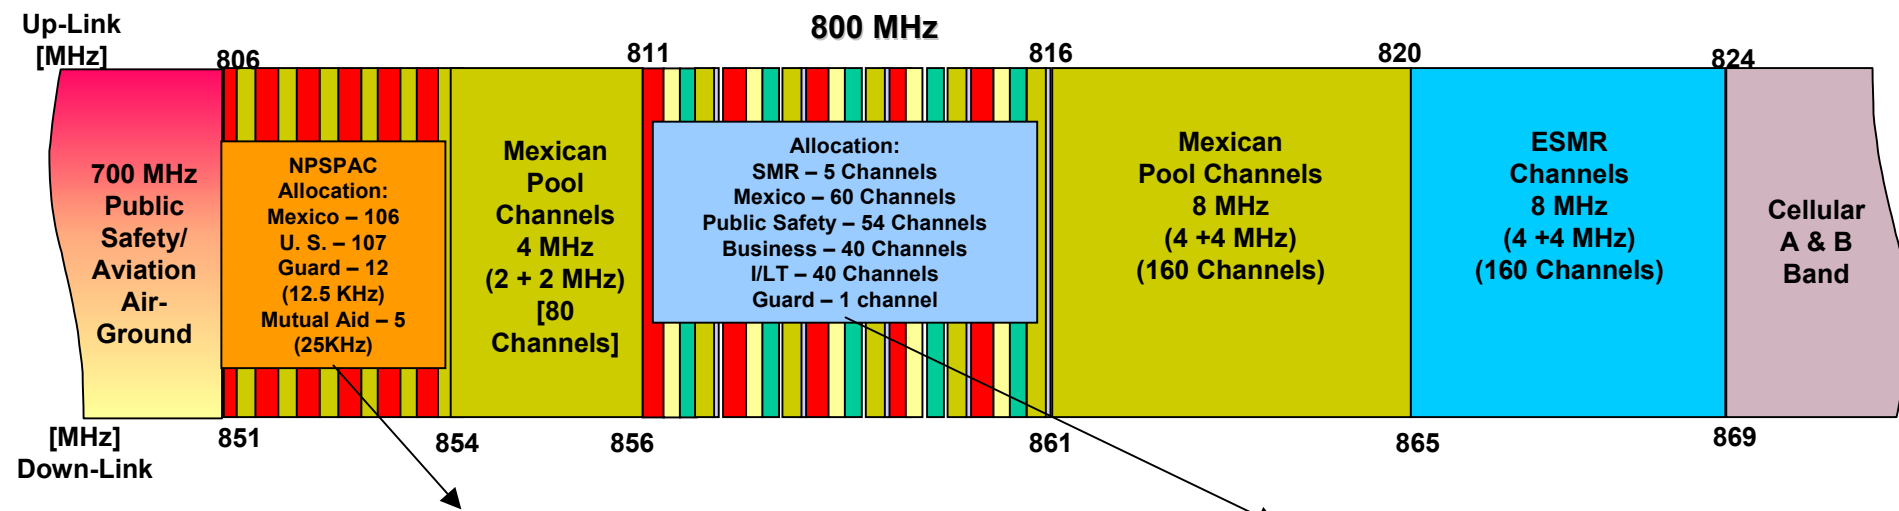 800 MHz
Up-Link
[MHz]
806
811
816
820
824
700 MHz
Public
Safety/
Aviation
Air-
Ground
NPSPAC
Allocation:
Mexico – 106
U. S. – 107
Guard – 12
(12.5 KHz)
Mutual Aid – 5
(25KHz)
Mexican
Pool
Channels
4 MHz
(2 + 2 MHz)
[80
Channels]
Allocation:
SMR – 5 Channels
Mexico – 60 Channels
Public Safety – 54 Channels
Business – 40 Channels
I/LT – 40 Channels
Guard – 1 channel
Mexican
Pool Channels
8 MHz
(4 +4 MHz)
(160 Channels)
ESMR
Channels
8 MHz
(4 +4 MHz)
(160 Channels)
Cellular
A & B
Band
[MHz]
Down-Link
851
854
856
861
865
869